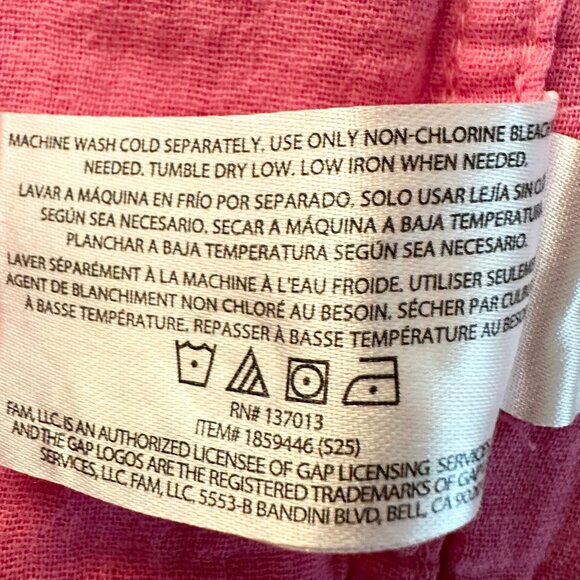 MACHINE WASH COLD SEPARATELY. USE ONLY NON-CHLORINE BLEACH
NEEDED. TUMBLE DRY LOW. LOW IRON WHEN NEEDED.
LAVAR A MÁQUINA EN FRÍO POR SEPARADO. SOLO USAR LEJÍA SIN
SEGÚN SEA NECESARIO. SECAR A MÁQUINA A BAJA TEMPERATURA
PLANCHAR A BAJA TEMPERATURA SEGÚN SEA NECESARIO.
LAVER SÉPARÉMENT À LA MACHINE À L'EAU FROIDE. UTILISER
AGENT DE BLANCHIMENT NON CHLORÉ AU BESOIN. SÉCHER PAR
À BASSE TEMPÉRATURE, REPASSER À BASSE TEMPÉRATURE AU
RN# 137013
ITEM# 1859446 (S25)
FAM, LLC. IS AN AUTHORIZED LICENSEE OF GAP LICENSING
AND THE GAP LOGOS ARE THE REGISTERED TRADEMARKS OF GAP
SERVICES, LLC. FAM, LLC. 5553-B BANDINI BLVD, BELL, CA